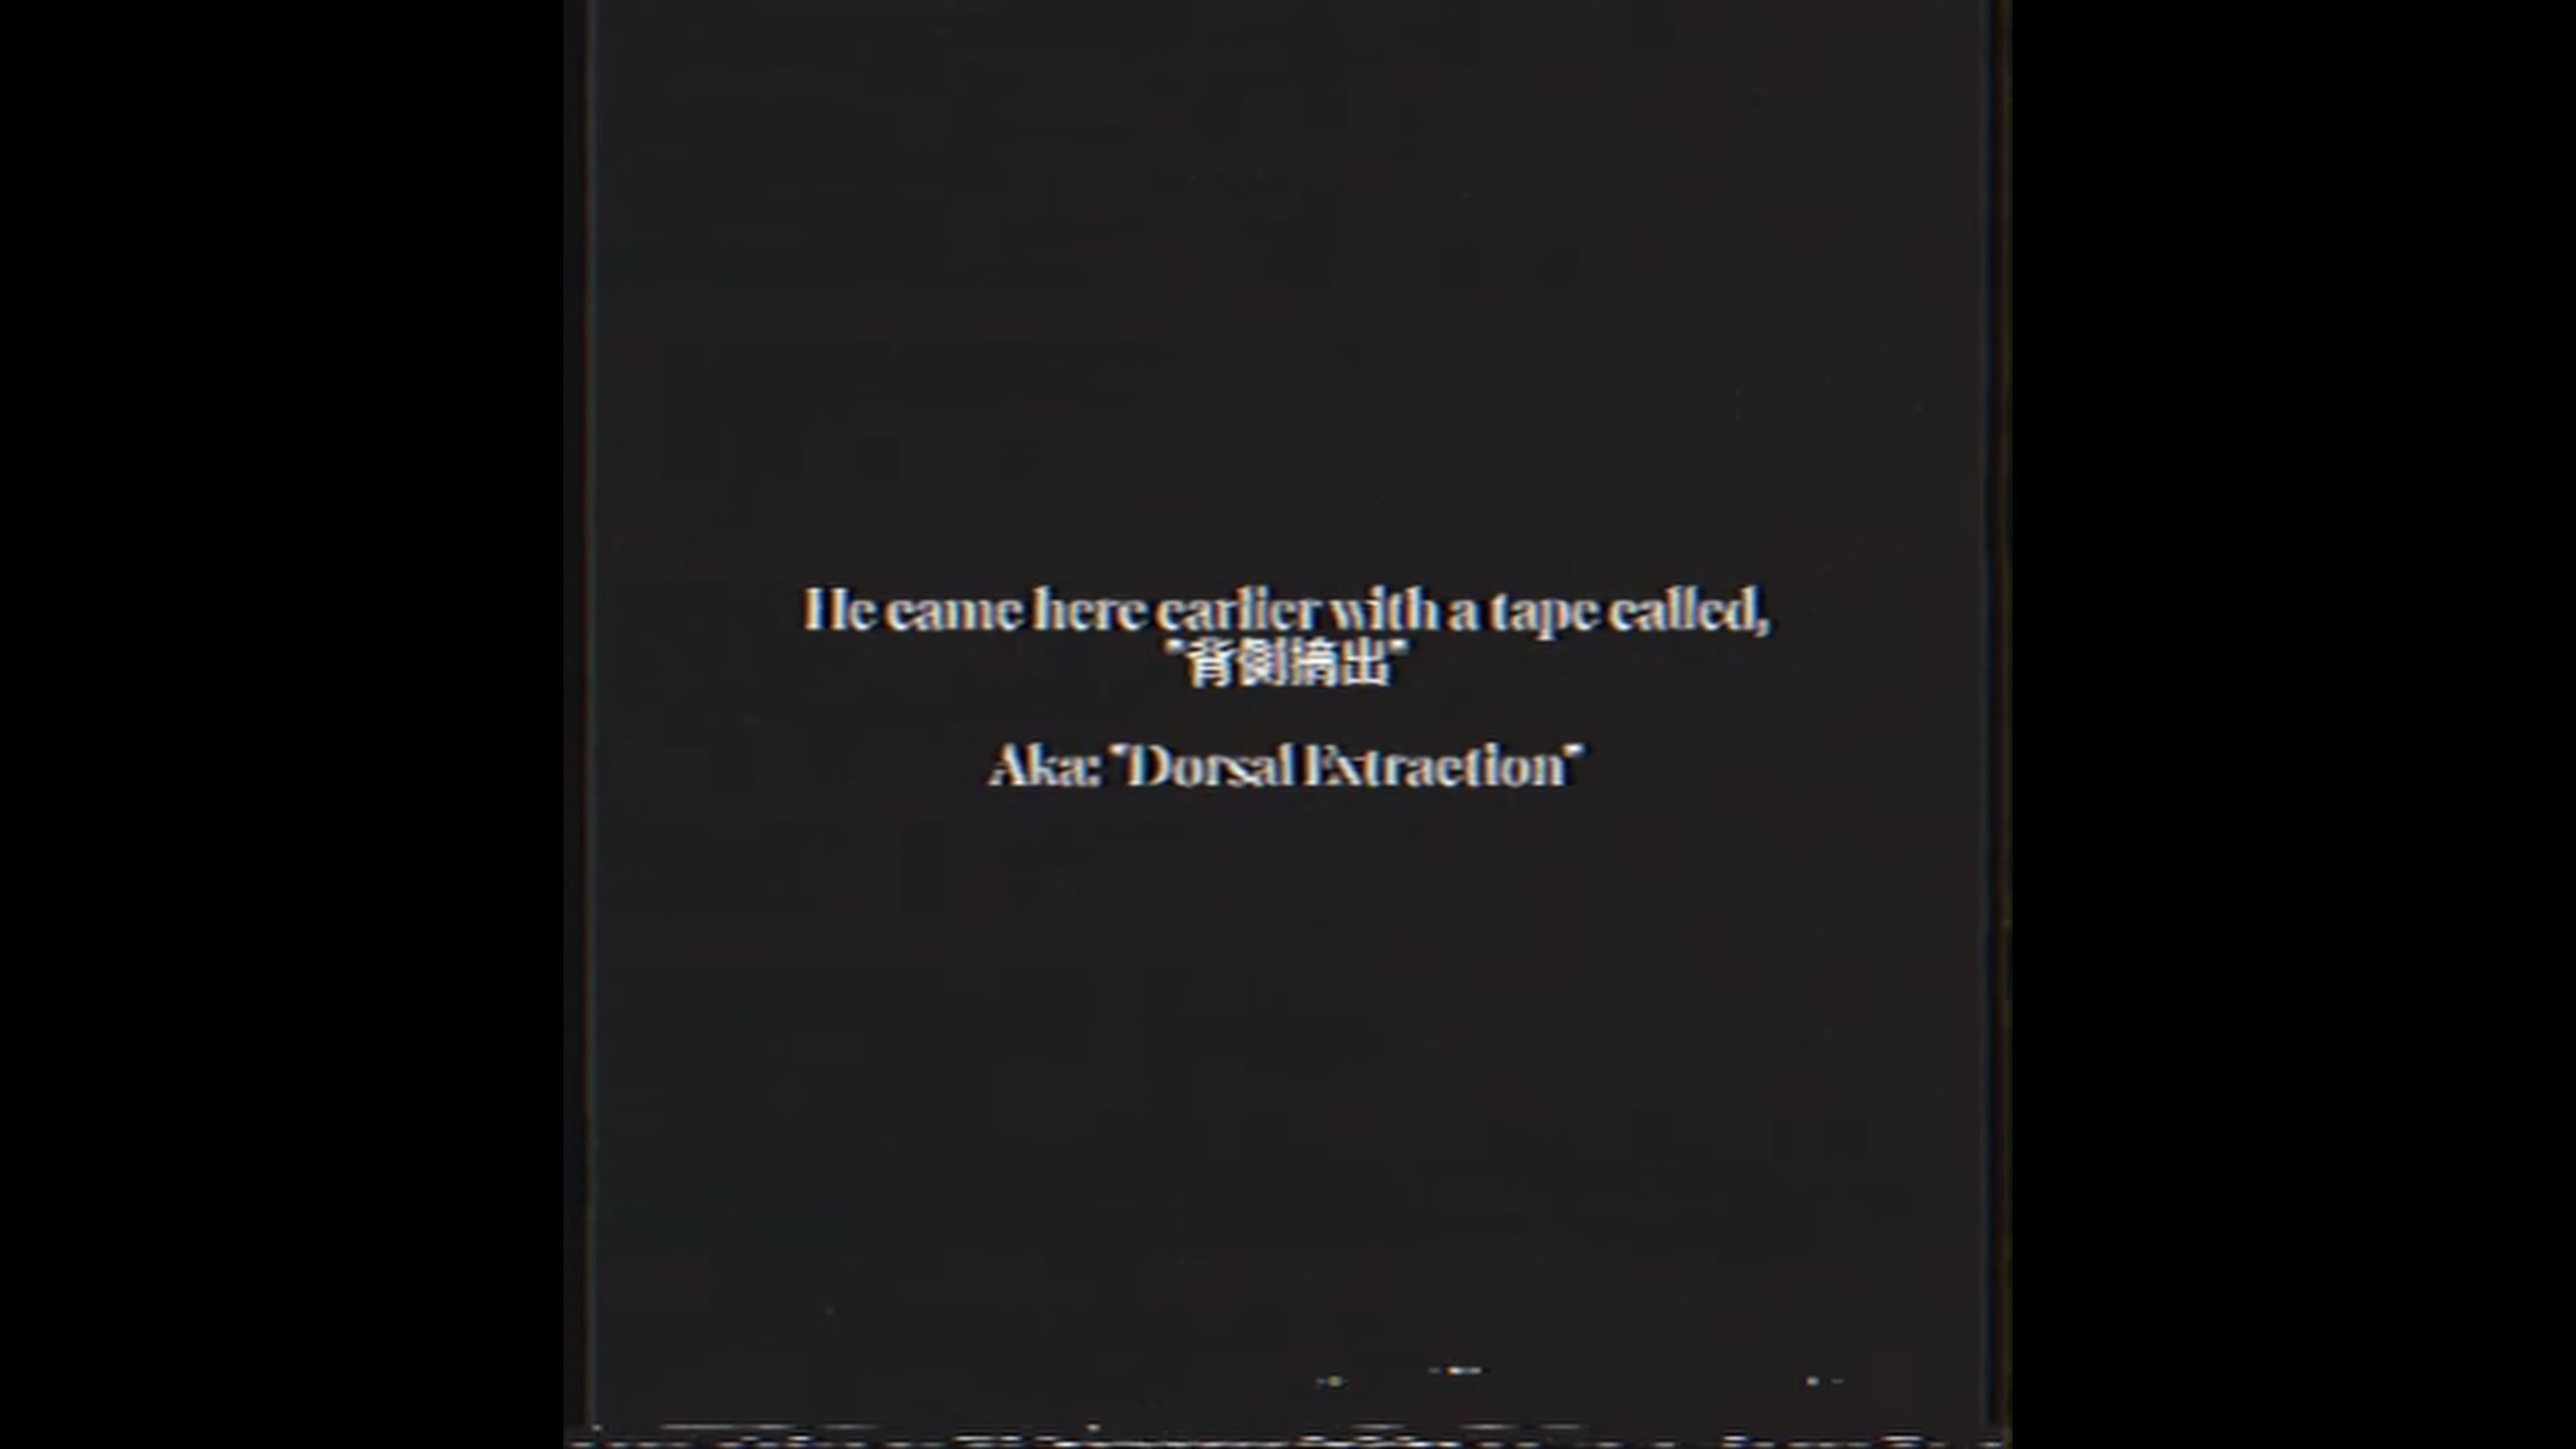 He came here earlier with a tape called,
"背側摘出"
Aka: "Dorsal Extraction"